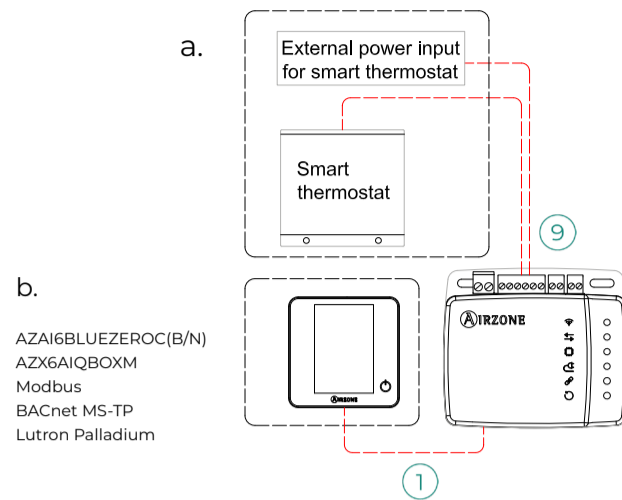 a.
External power input
for smart thermostat
Smart
thermostat
9
b.
AZAI6BLUEZEROC(B/N)
AZX6AIQBOXM
Modbus
BACnet MS-TP
Lutron Palladium
AIRZONE
AIRZONE
1